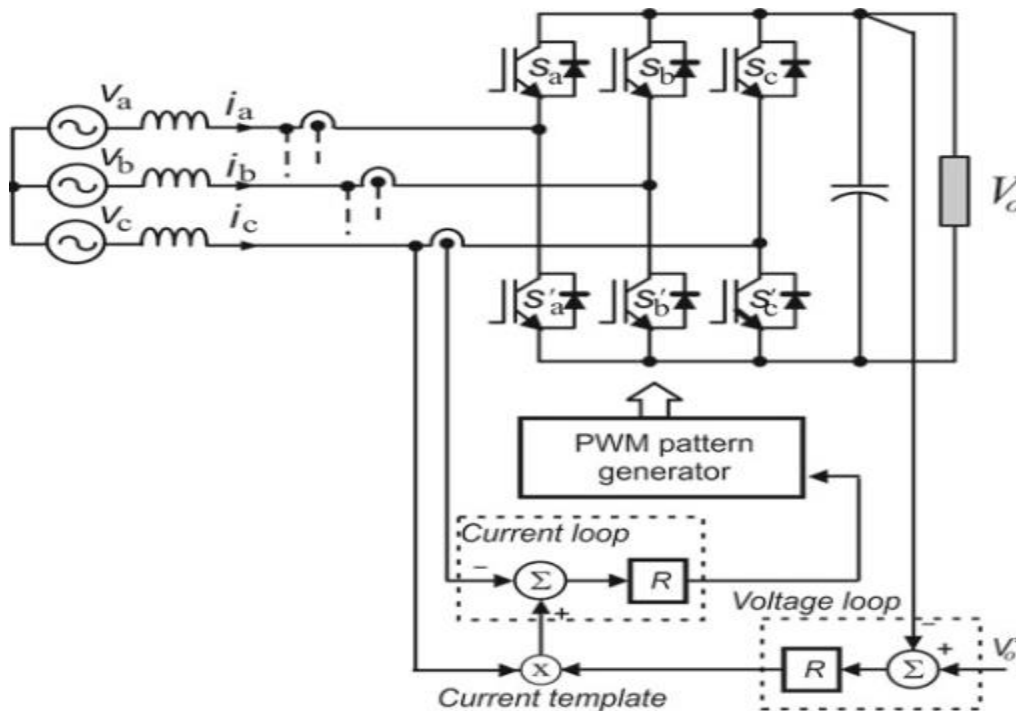 va
ia
vb
ib
vc
ic
Sa
Sb
Sc
S'a
S'b
S'c
PWM pattern
generator
Current loop
−
Σ
R
+
Voltage loop
−
+
R
Σ
x
Current template